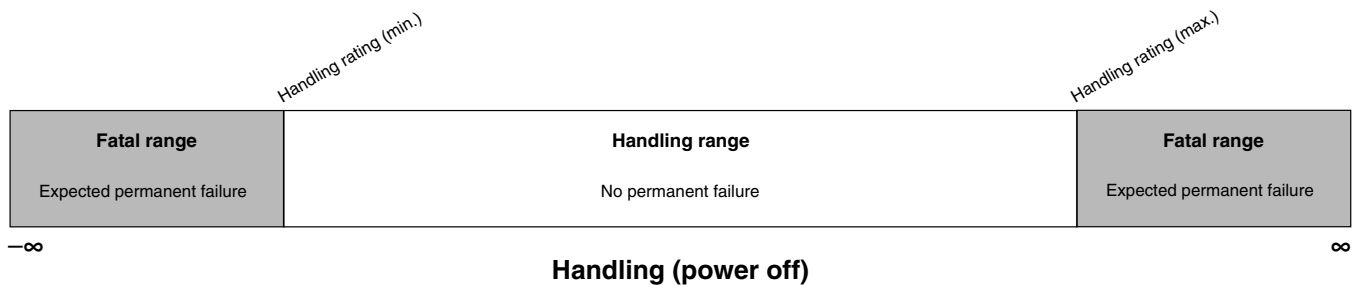 Handling rating (min.)
Handling rating (max.)
Fatal range
Handling range
Fatal range
Expected permanent failure
No permanent failure
Expected permanent failure
–∞
∞
Handling (power off)